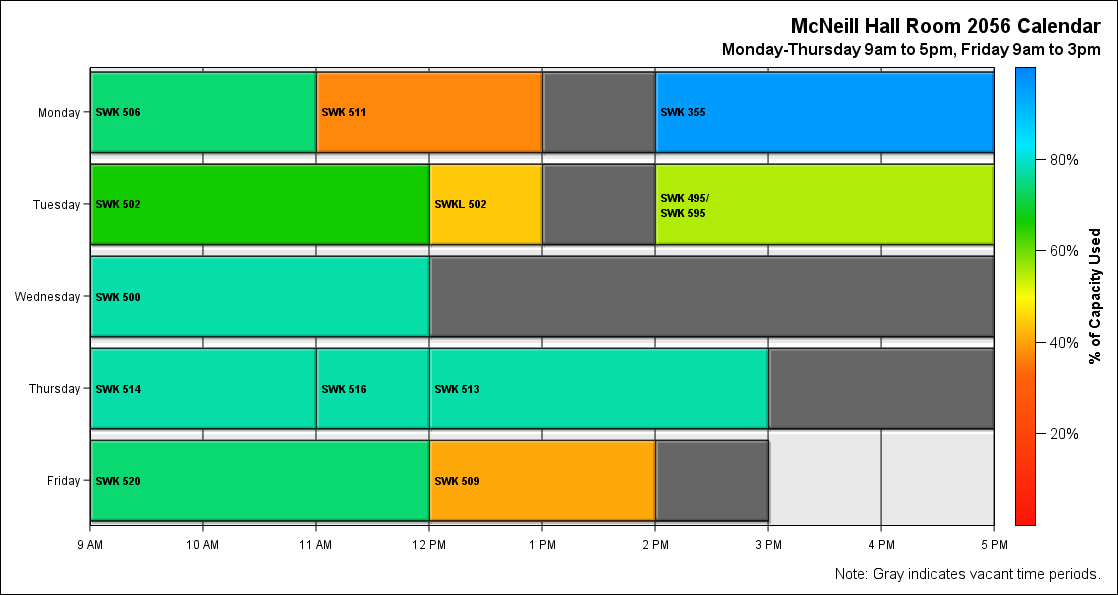 McNeill Hall Room 2056 Calendar
Monday-Thursday 9am to 5pm, Friday 9am to 3pm
Monday
SWK 506
SWK 511
SWK 355
Tuesday
SWK 502
SWKL 502
SWK 495/
SWK 595
Wednesday
SWK 500
Thursday
SWK 514
SWK 516
SWK 513
Friday
SWK 520
SWK 509
9 AM
10 AM
11 AM
12 PM
1 PM
2 PM
3 PM
4 PM
5 PM
80%
60%
40%
20%
% of Capacity Used
Note: Gray indicates vacant time periods.